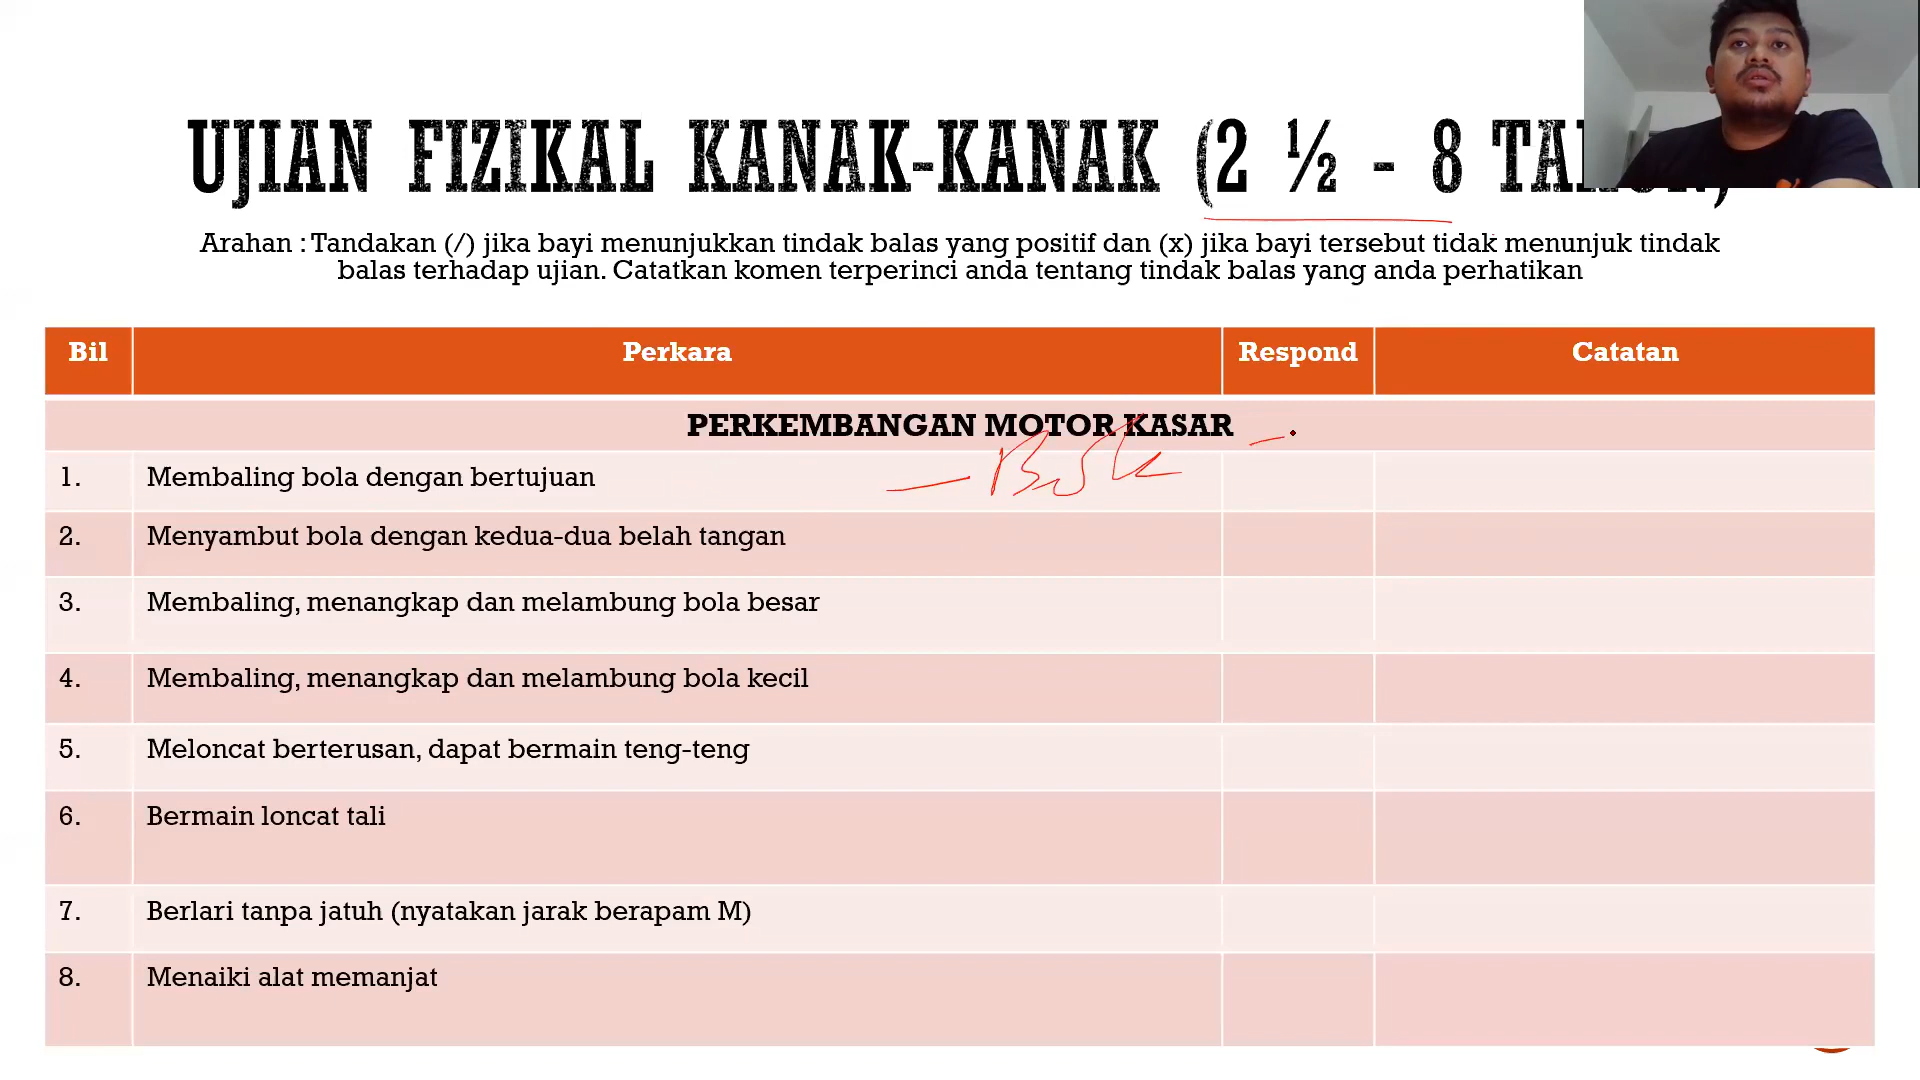 UJIAN FIZIKAL KANAK-KANAK (2 ½ - 8
Arahan : Tandakan (/) jika bayi menunjukkan tindak balas yang positif dan (x) jika bayi tersebut tidak menunjuk tindak
balas terhadap ujian. Catatkan komen terperinci anda tentang tindak balas yang anda perhatikan
Bil Perkara Respond Catatan
PERKEMBANGAN MOTOR KASAR
1. Membaling bola dengan bertujuan
2. Menyambut bola dengan kedua-dua belah tangan
3. Membaling, menangkap dan melambung bola besar
4. Membaling, menangkap dan melambung bola kecil
5. Meloncat berterusan, dapat bermain teng-teng
6. Bermain loncat tali
7. Berlari tanpa jatuh (nyatakan jarak berapam M)
8. Menaiki alat memanjat